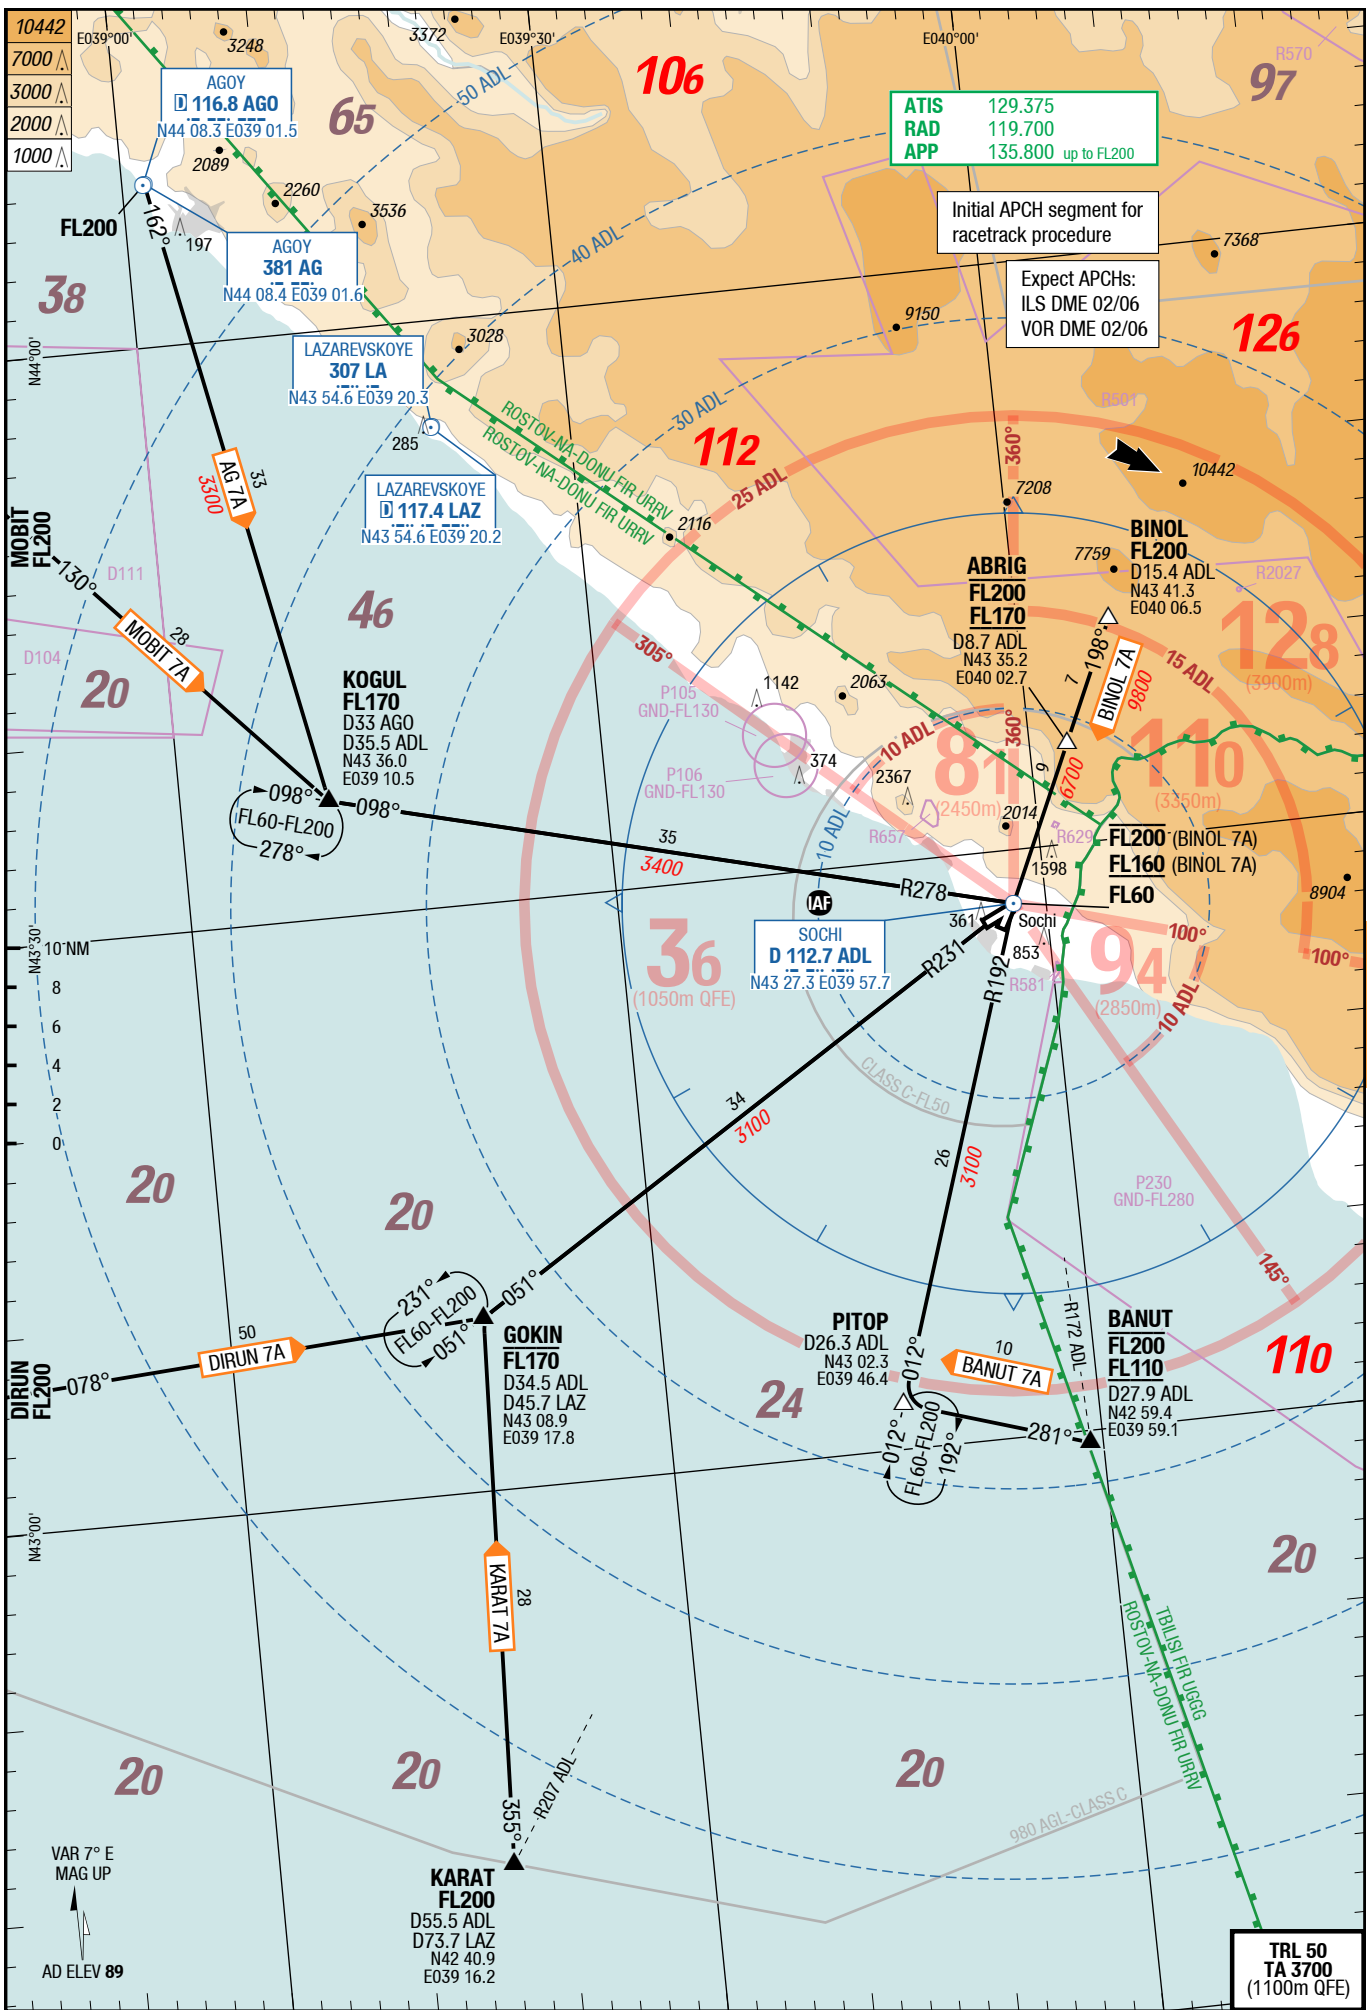 10442
7000
3000
2000
1000
E039°00'
E039°30'
E040°00'
3248
3372
106
97
R570
AGOY
D 116.8 AGO
N44 08.3 E039 01.5
65
50 ADL
ATIS 129.375
RAD 119.700
APP 135.800 up to FL200
2089
2260
3536
FL200
162°
197
AGOY
381 AG
N44 08.4 E039 01.6
40 ADL
Initial APCH segment for
racetrack procedure
7368
38
Expect APCHs:
ILS DME 02/06
VOR DME 02/06
9150
126
N44°00'
3028
LAZAREVSKOYE
307 LA
N43 54.6 E039 20.3
30 ADL
R501
285
ROSTOV-NA-DONU FIR URRV
ROSTOV-NA-DONU FIR URRV
112
360°
AG 7A
33
3300
LAZAREVSKOYE
D 117.4 LAZ
N43 54.6 E039 20.2
25 ADL
10442
7208
2116
MOBIT
FL200
130°
D111
BINOL
FL200
D15.4 ADL
N43 41.3
E040 06.5
7759
R2027
ABRIG
FL200
FL170
D8.7 ADL
N43 35.2
E040 02.7
46
28
MOBIT 7A
D104
20
305°
198°
7
BINOL 7A
9800
15 ADL
128
(3900m)
KOGUL
FL170
D33 AGO
D35.5 ADL
N43 36.0
E039 10.5
P105
GND-FL130
1142
2063
360°
10 ADL
81
(2450m)
9
6700
110
(3350m)
P106
GND-FL130
374
2367
098°
FL60-FL200
278°
098°
35
3400
10 ADL
R657
2014
R629
1598
FL200 (BINOL 7A)
FL160 (BINOL 7A)
FL60
8904
R278
IAF
361
Sochi
SOCHI
D 112.7 ADL
N43 27.3 E039 57.7
R231
R192
853
100°
100°
N43°30'
10 NM
8
6
4
2
0
36
(1050m QFE)
R581
94
(2850m)
10 ADL
CLASS C-FL50
34
3100
26
3100
20
20
P230
GND-FL280
145°
231°
FL60-FL200
051°
051°
50
DIRUN 7A
DIRUN
FL200
078°
GOKIN
FL170
D34.5 ADL
D45.7 LAZ
N43 08.9
E039 17.8
PITOP
D26.3 ADL
N43 02.3
E039 46.4
012°
R172 ADL
BANUT
FL200
FL110
D27.9 ADL
N42 59.4
E039 59.1
110
10
BANUT 7A
24
012°
FL60-FL200
192°
281°
N43°00'
20
KARAT 7A
28
TBILISI FIR UGGG
ROSTOV-NA-DONU FIR URRV
20
20
20
R207 ADL
355°
980 AGL-CLASS C
VAR 7° E
MAG UP
AD ELEV 89
KARAT
FL200
D55.5 ADL
D73.7 LAZ
N42 40.9
E039 16.2
TRL 50
TA 3700
(1100m QFE)